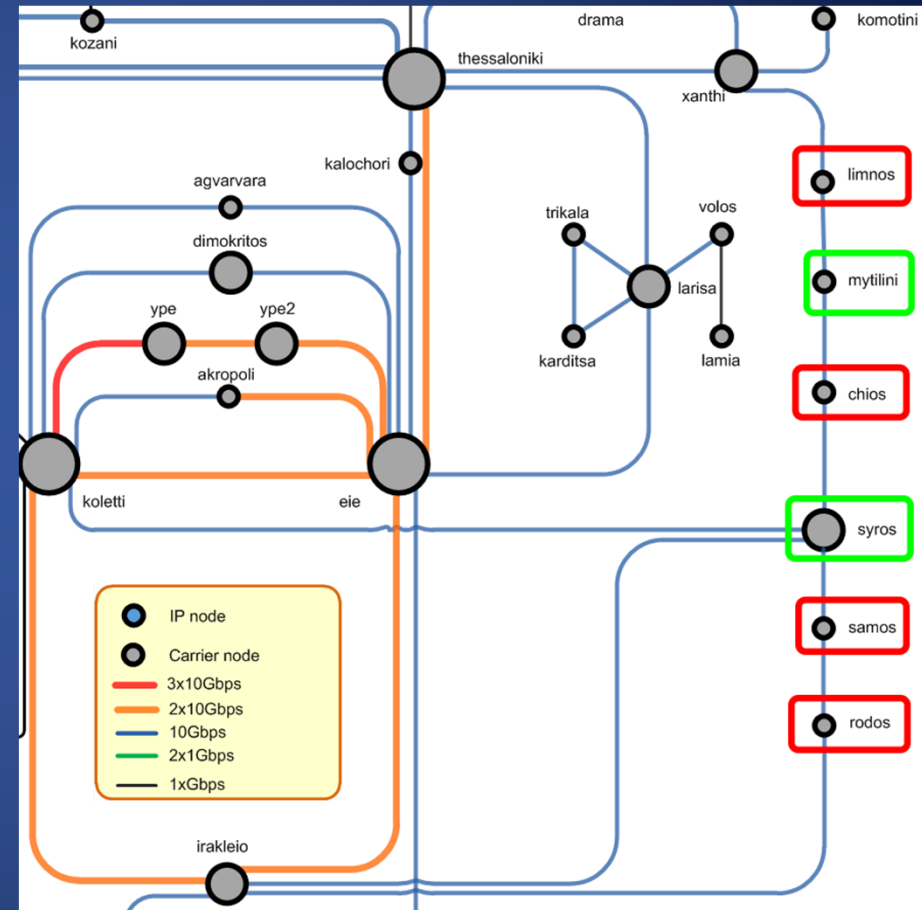 drama
komotini
kozani
thessaloniki
xanthi
kalochori
limnos
agvarvara
trikala
volos
dimokritos
mytilini
larisa
ype
ype2
karditsa
lamia
akropoli
chios
koletti
eie
syros
IP node
Carrier node
3x10Gbps
2x10Gbps
10Gbps
2x1Gbps
1xGbps
samos
rodos
irakleio